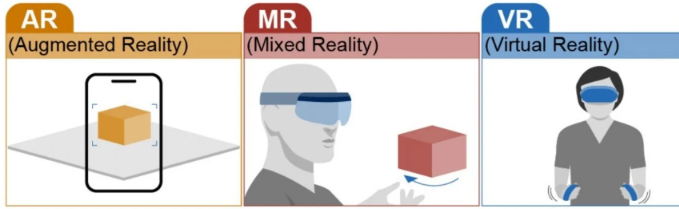 AR
(Augmented Reality)
MR
(Mixed Reality)
VR
(Virtual Reality)